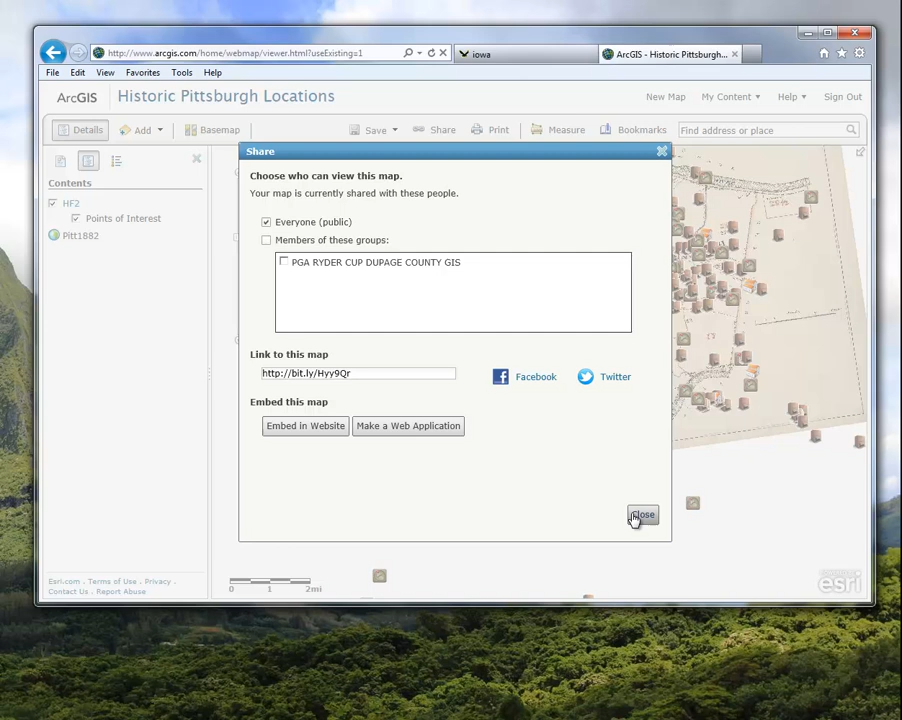 http://www.arcgis.com/home/webmap/viewer.html?useExisting=1
iowa
ArcGIS - Historic Pittsburgh...
File Edit View Favorites Tools Help
ArcGIS Historic Pittsburgh Locations
New Map My Content Help Sign Out
Details Add Basemap Save Share Print Measure Bookmarks Find address or place
Share
Choose who can view this map.
Your map is currently shared with these people.
Contents
HF2
Points of Interest
Pitt1882
Everyone (public)
Members of these groups:
PGA RYDER CUP DUPAGE COUNTY GIS
Link to this map
http://bit.ly/Hyy9Qr
Facebook Twitter
Embed this map
Embed in Website Make a Web Application
Close
Esri.com . Terms of Use . Privacy .
Contact Us . Report Abuse
0 1 2mi
esri